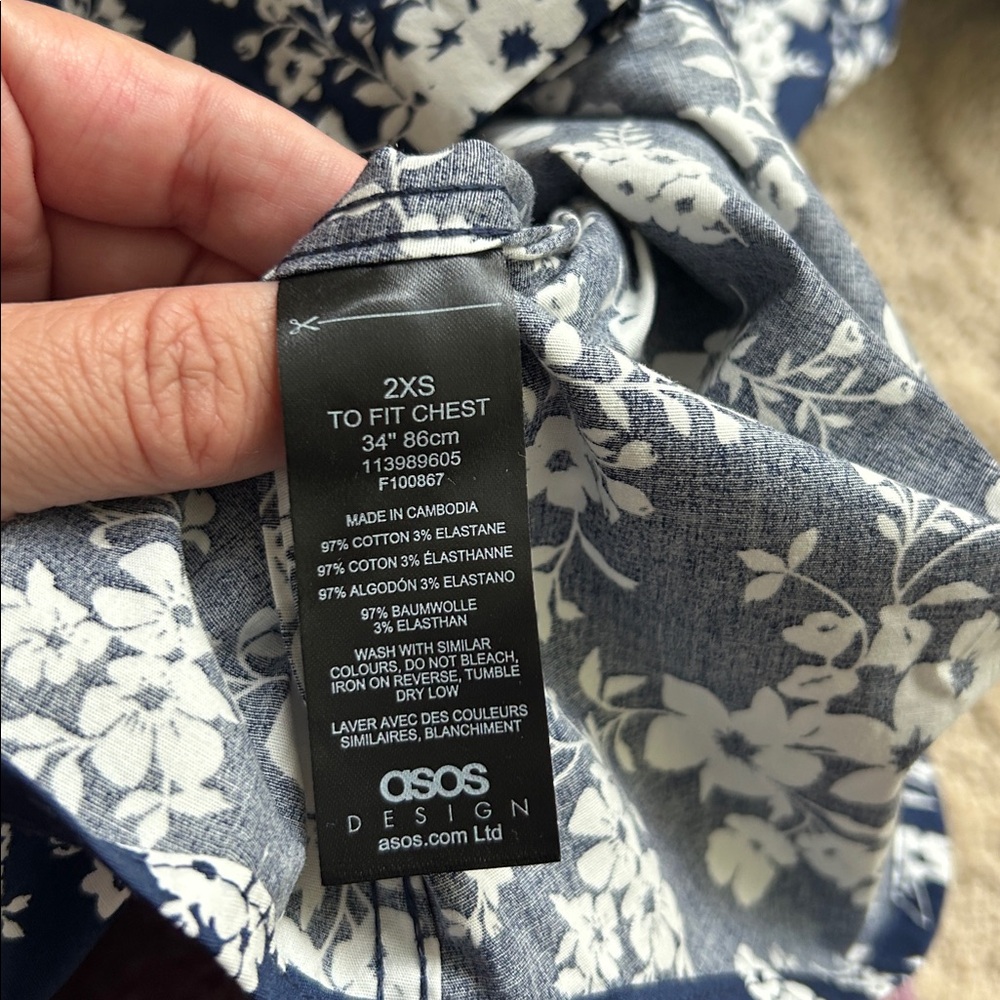 2XS
TO FIT CHEST
34" 86cm
113989605
F100867
MADE IN CAMBODIA
97% COTTON 3% ELASTANE
97% COTON 3% ÉLASTHANNE
97% ALGODÓN 3% ELASTANO
97% BAUMWOLLE
3% ELASTHAN
WASH WITH SIMILAR
COLOURS, DO NOT BLEACH,
IRON ON REVERSE, TUMBLE
DRY LOW
LAVER AVEC DES COULEURS
SIMILAIRES, BLANCHIMENT
asos
DESIGN
asos.com Ltd